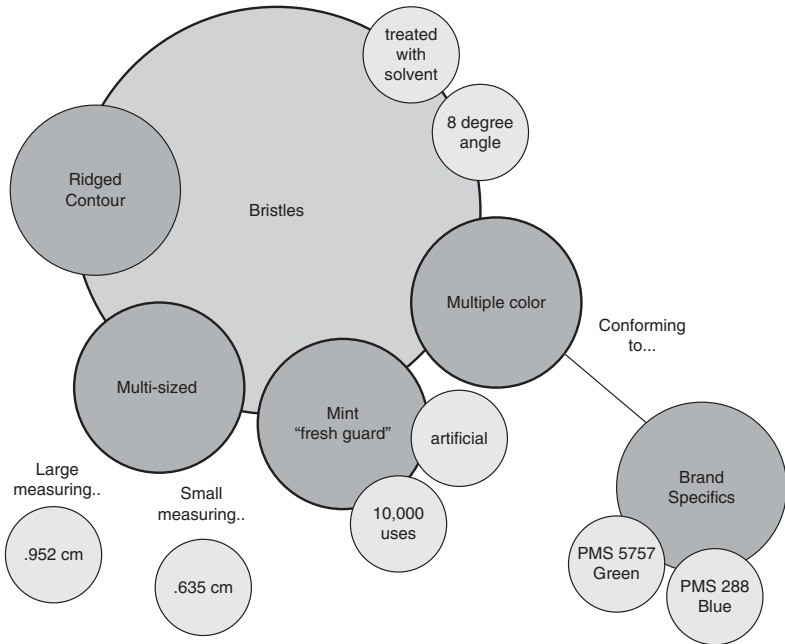 treated
with
solvent
8 degree
angle
Ridged
Contour
Bristles
Multiple color
Conforming
to...
Multi-sized
Mint
“fresh guard”
artificial
Large
measuring..
Small
measuring..
10,000
uses
Brand
Specifics
.952 cm
.635 cm
PMS 5757
Green
PMS 288
Blue